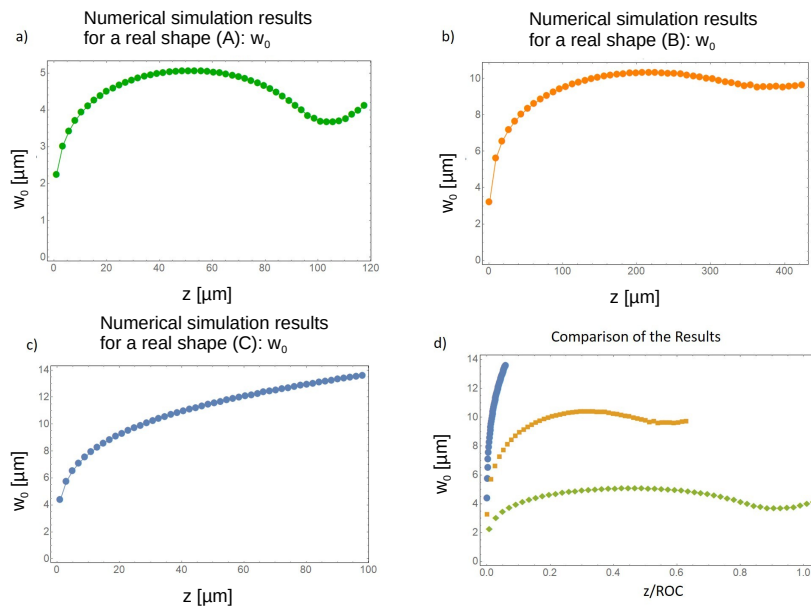 a)
Numerical simulation results
for a real shape (A): w₀
w₀ [μm]
5
4
3
2
1
0
0 20 40 60 80 100 120
z [μm]
b)
Numerical simulation results
for a real shape (B): w₀
w₀ [μm]
10
8
6
4
2
0
0 100 200 300 400
z [μm]
c)
Numerical simulation results
for a real shape (C): w₀
w₀ [μm]
14
12
10
8
6
4
2
0
0 20 40 60 80 100
z [μm]
d)
Comparison of the Results
w₀ [μm]
14
12
10
8
6
4
2
0
0.0 0.2 0.4 0.6 0.8 1.0
z/ROC